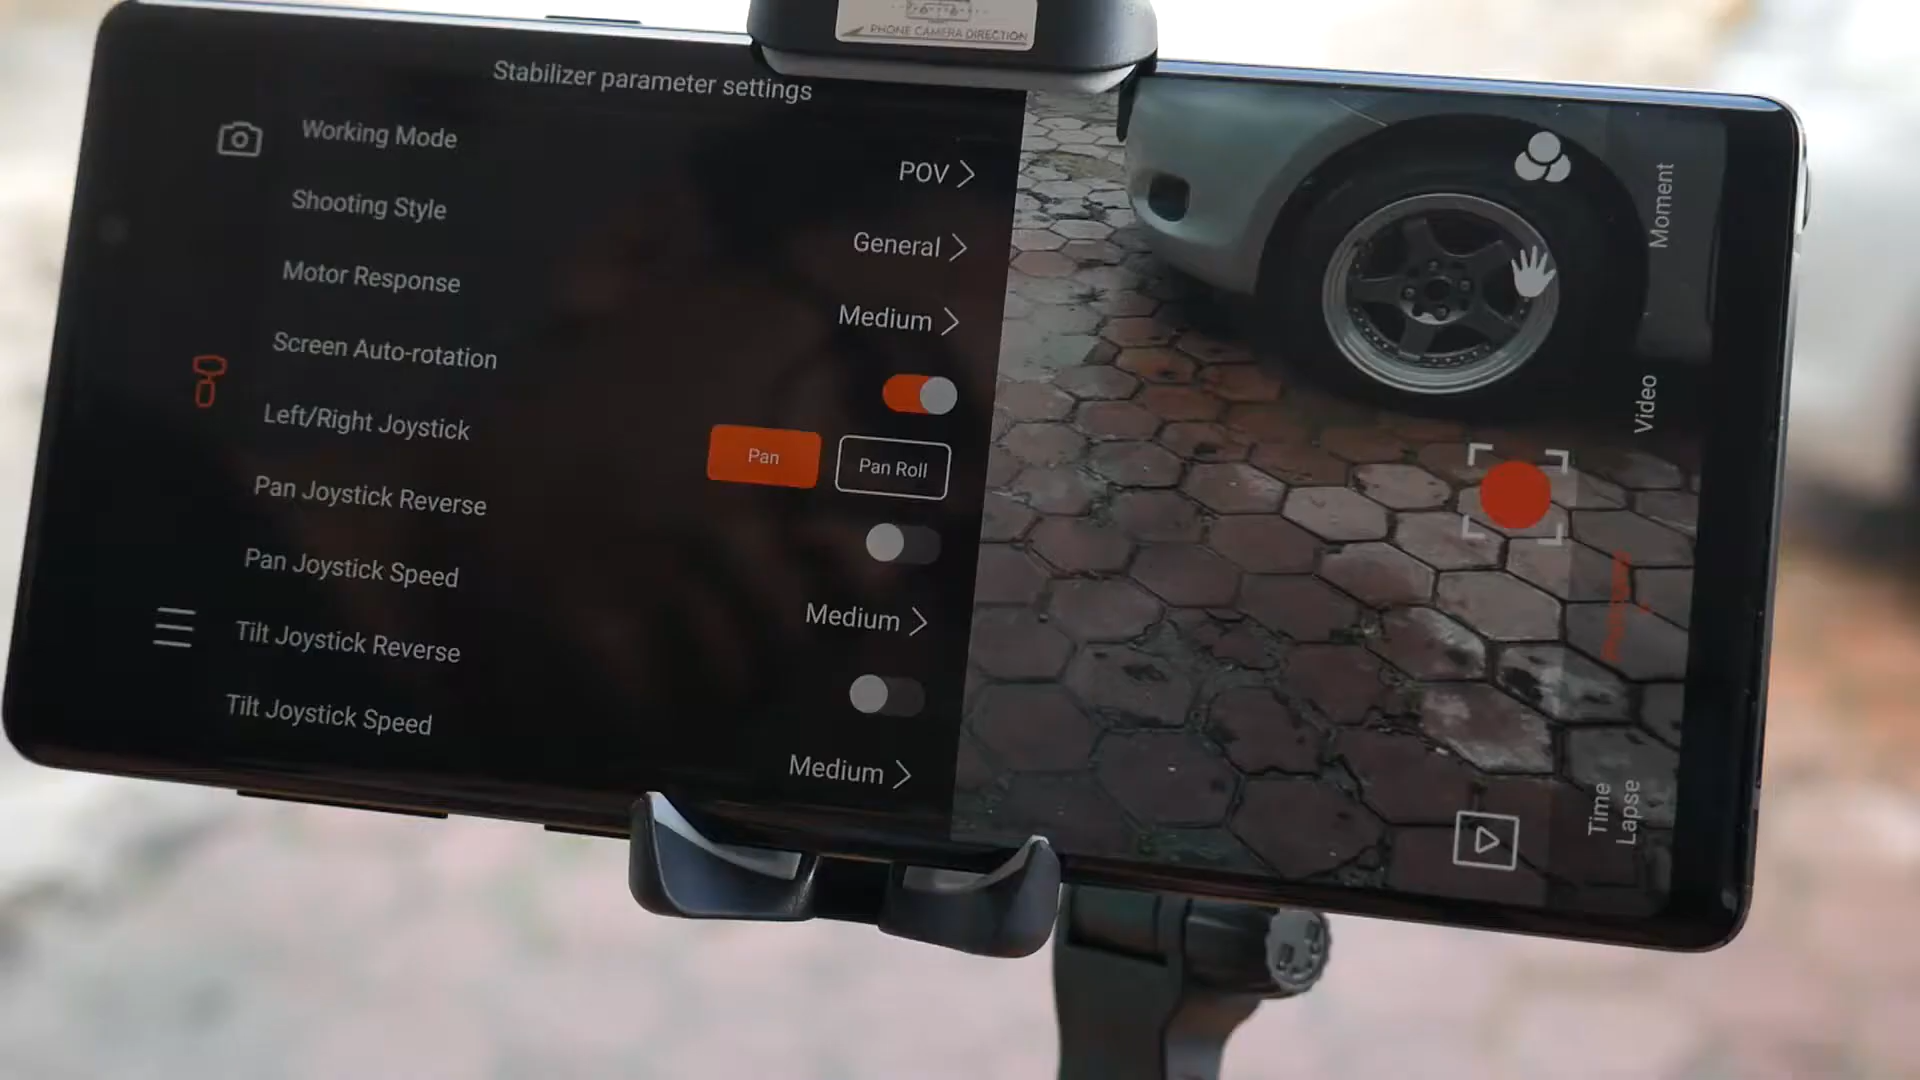 PHONE CAMERA DIRECTION
Stabilizer parameter settings
Working Mode
POV
Shooting Style
General
Motor Response
Medium
Screen Auto-rotation
Left/Right Joystick
Pan
Pan Roll
Pan Joystick Reverse
Pan Joystick Speed
Medium
Tilt Joystick Reverse
Tilt Joystick Speed
Medium
Moment
Video
Time
Lapse